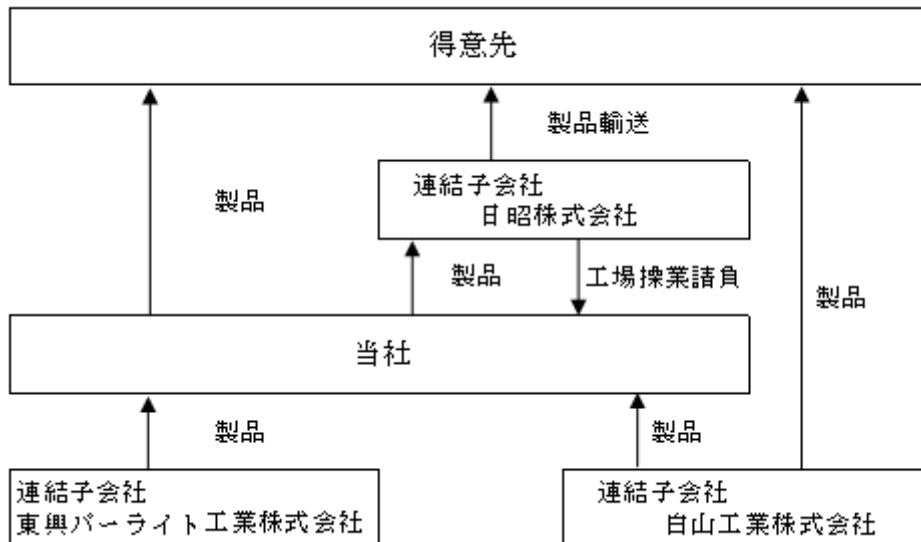 得意先
製品輸送
連結子会社
日昭株式会社
製品
製品
工場操業請負
製品
当社
製品
製品
連結子会社
東興パーライト工業株式会社
連結子会社
白山工業株式会社